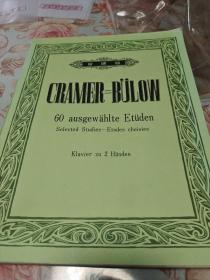 CRAMER=BÜLOW
60 ausgewählte Etüden
Selected Studies—Etudes choisies
Klavier zu 2 Händen